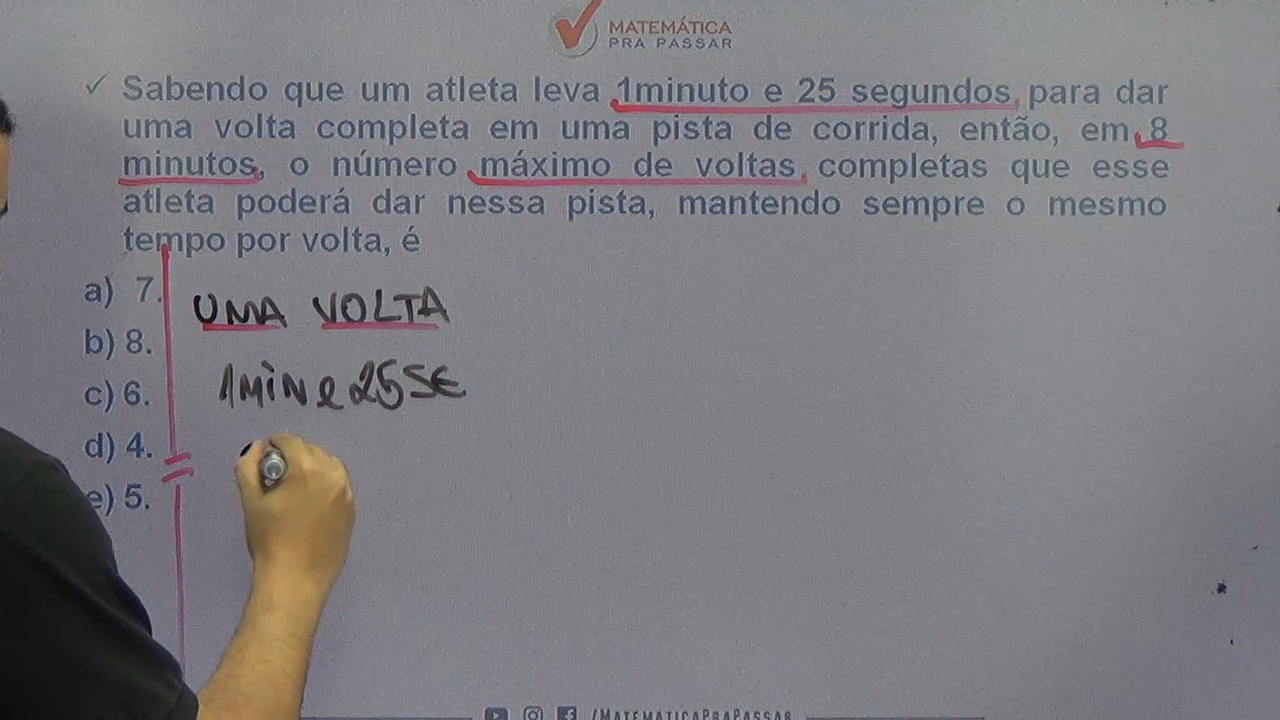 MATEMÁTICA
PRA PASSAR
✓ Sabendo que um atleta leva 1minuto e 25 segundos para dar
uma volta completa em uma pista de corrida, então, em 8
minutos, o número máximo de voltas completas que esse
atleta poderá dar nessa pista, mantendo sempre o mesmo
tempo por volta, é
a) 7.
b) 8.
c) 6.
d) 4.
e) 5.
UMA VOLTA
1MIN e 25SE
/MATEMATICAPRAPASSAR